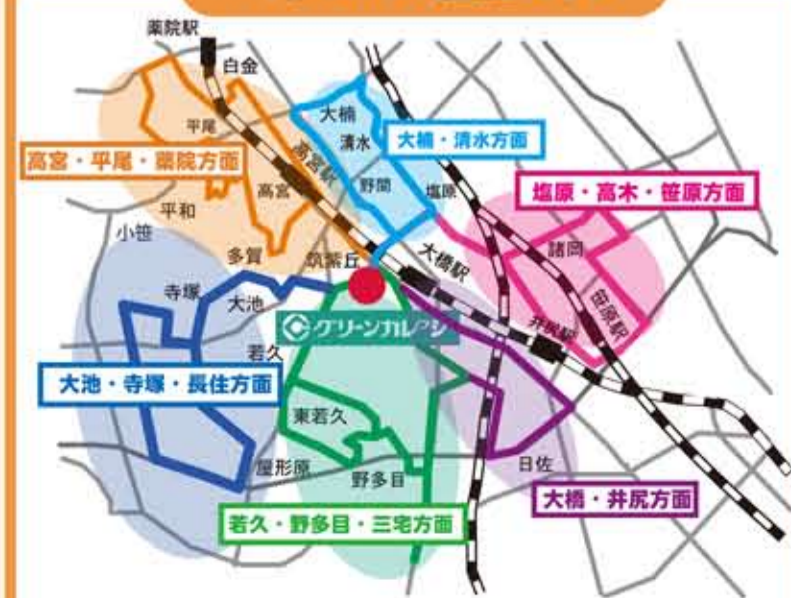 薬院駅
白金
大楠
平尾
清水
大楠・清水方面
高宮・平尾・薬院方面
高宮駅
高宮
野間
塩原
塩原・高木・笹原方面
平和
小笹
多賀
筑紫丘
大橋駅
諸岡
笹原駅
寺塚
大池
グリーンカレッジ
井尻駅
若久
大池・寺塚・長住方面
東若久
屋形原
野多目
日佐
大橋・井尻方面
若久・野多目・三宅方面